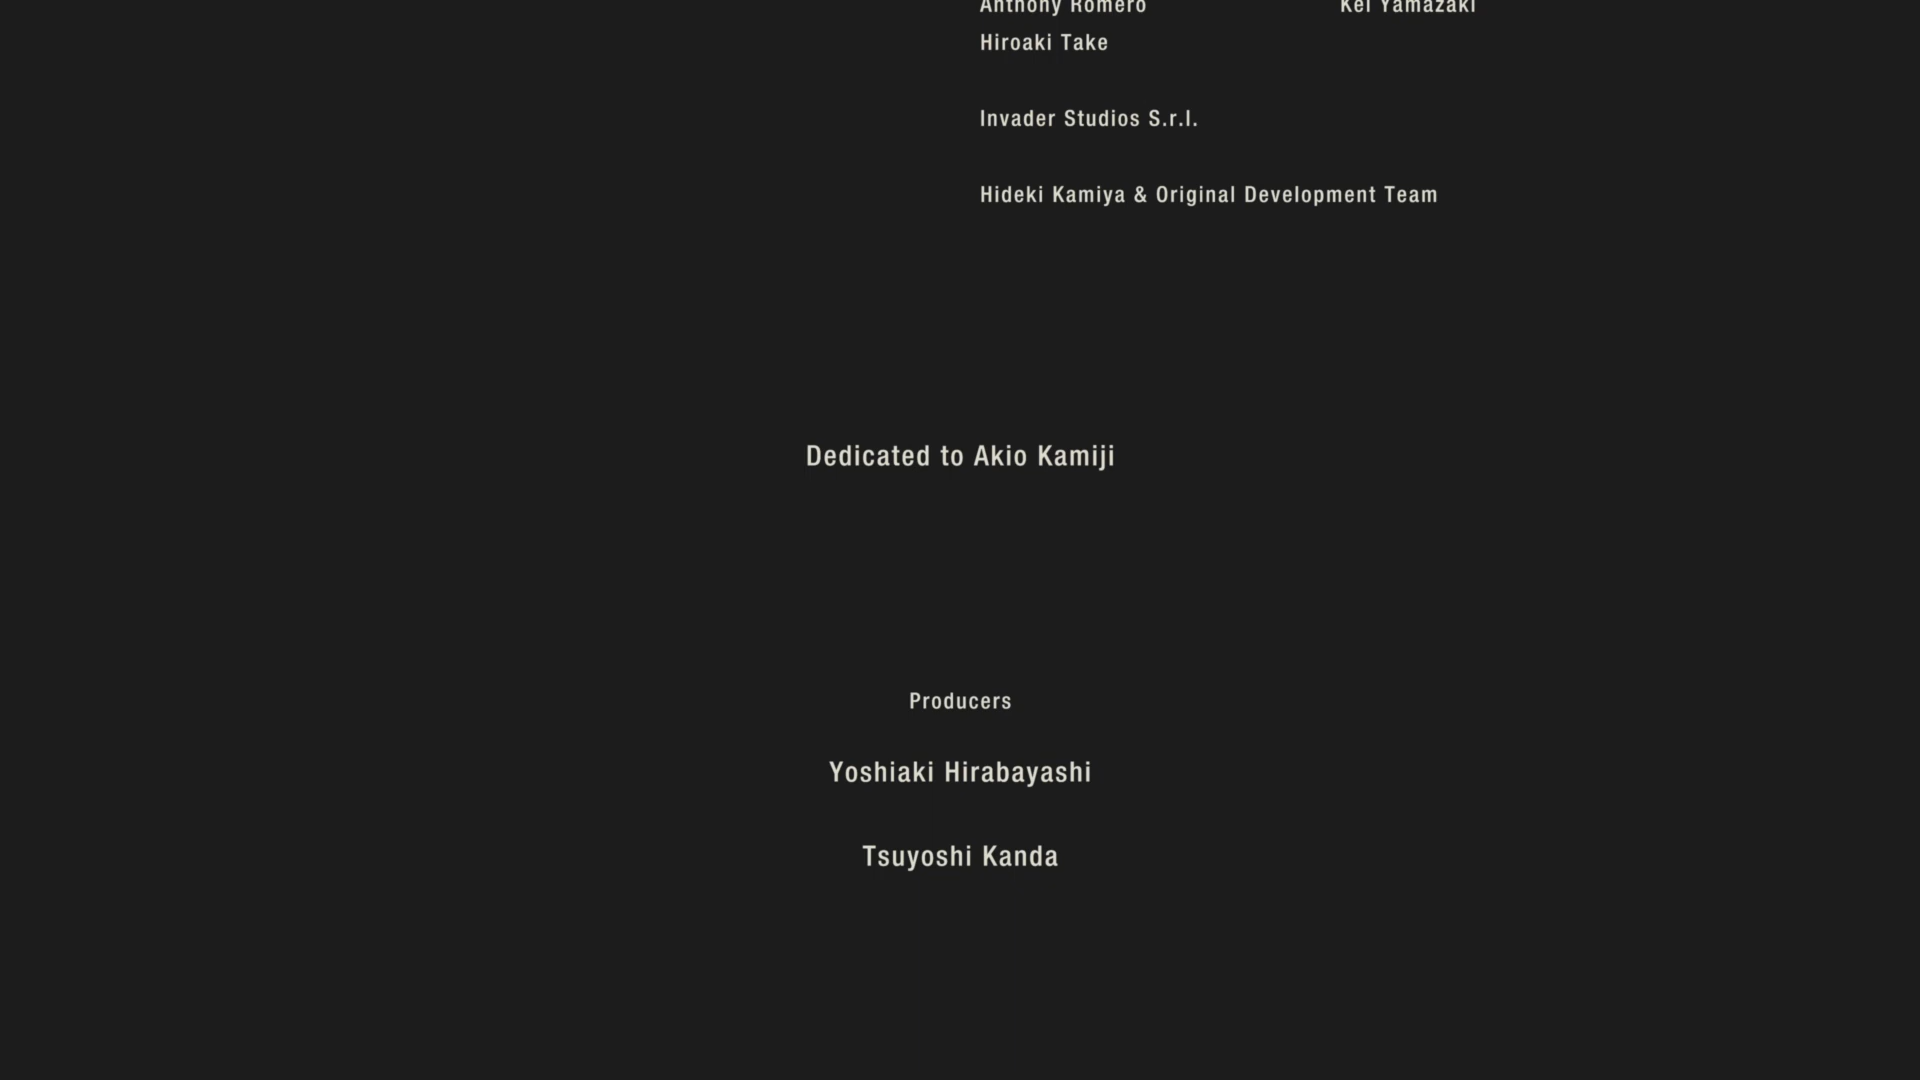 Anthony Romero Kei Yamazaki
Hiroaki Take
Invader Studios S.r.l.
Hideki Kamiya & Original Development Team
Dedicated to Akio Kamiji
Producers
Yoshiaki Hirabayashi
Tsuyoshi Kanda